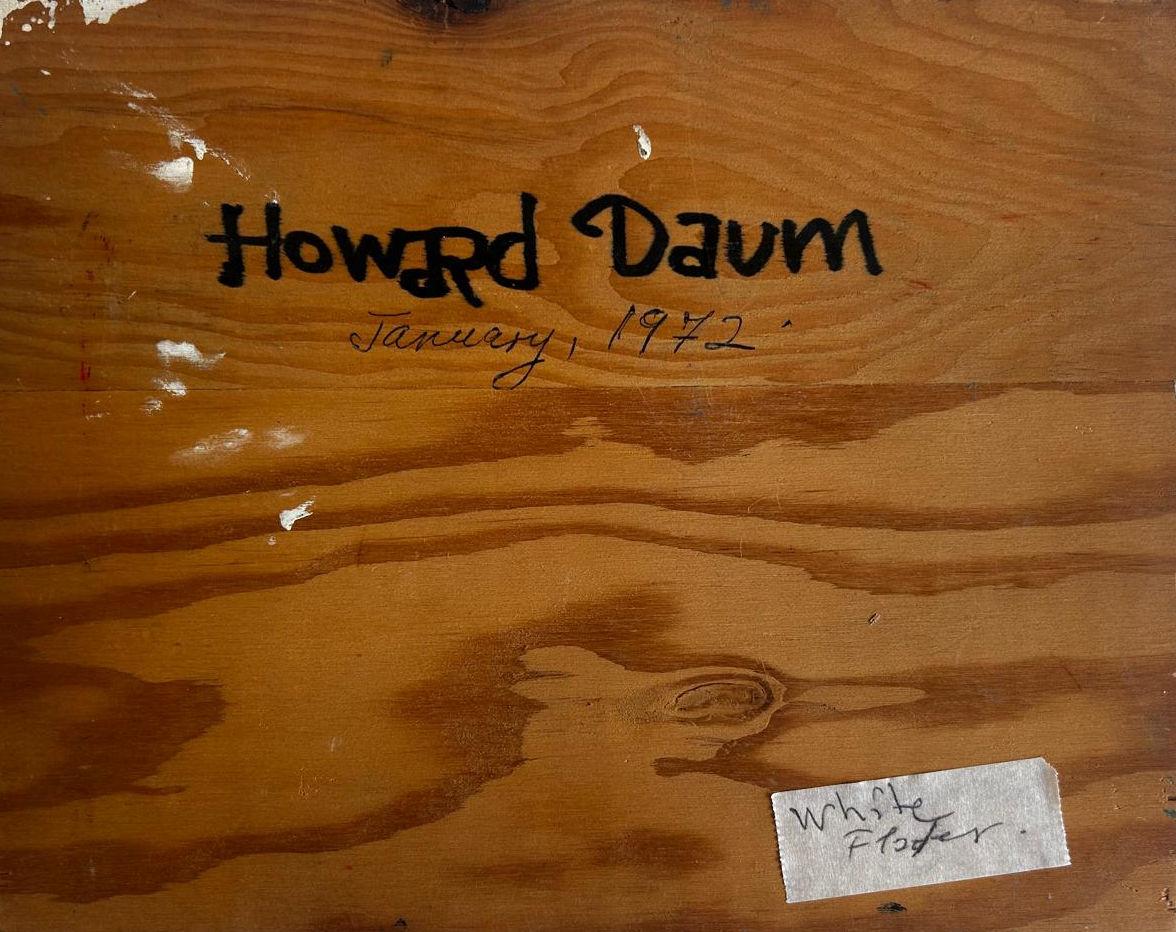 Howard Daum
January, 1972.
White
Floater.